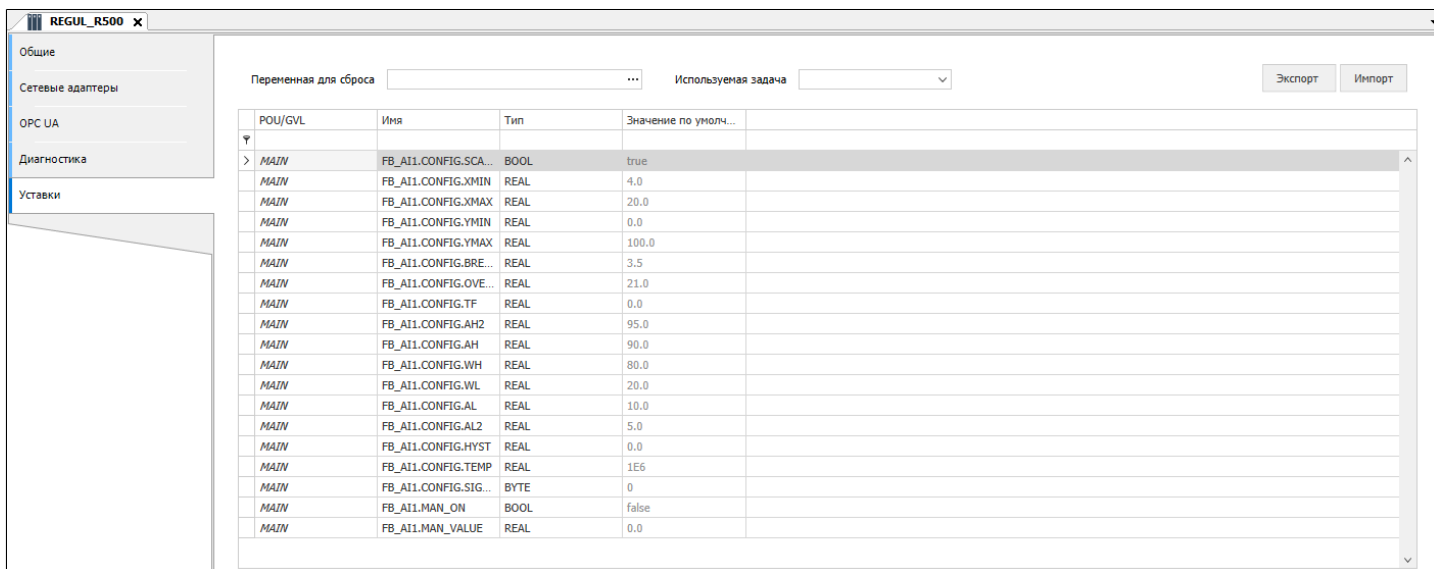 REGUL_R500
Общие
Сетевые адаптеры
OPC UA
Диагностика
Уставки
Переменная для сброса ... Используемая задача Экспорт Импорт
POU/GVL Имя Тип Значение по умолч...
MAIN FB_AI1.CONFIG.SCA... BOOL true
MAIN FB_AI1.CONFIG.XMIN REAL 4.0
MAIN FB_AI1.CONFIG.XMAX REAL 20.0
MAIN FB_AI1.CONFIG.YMIN REAL 0.0
MAIN FB_AI1.CONFIG.YMAX REAL 100.0
MAIN FB_AI1.CONFIG.BRE... REAL 3.5
MAIN FB_AI1.CONFIG.OVE... REAL 21.0
MAIN FB_AI1.CONFIG.TF REAL 0.0
MAIN FB_AI1.CONFIG.AH2 REAL 95.0
MAIN FB_AI1.CONFIG.AH REAL 90.0
MAIN FB_AI1.CONFIG.WH REAL 80.0
MAIN FB_AI1.CONFIG.WL REAL 20.0
MAIN FB_AI1.CONFIG.AL REAL 10.0
MAIN FB_AI1.CONFIG.AL2 REAL 5.0
MAIN FB_AI1.CONFIG.HYST REAL 0.0
MAIN FB_AI1.CONFIG.TEMP REAL 1E6
MAIN FB_AI1.CONFIG.SIG... BYTE 0
MAIN FB_AI1.MAN_ON BOOL false
MAIN FB_AI1.MAN_VALUE REAL 0.0